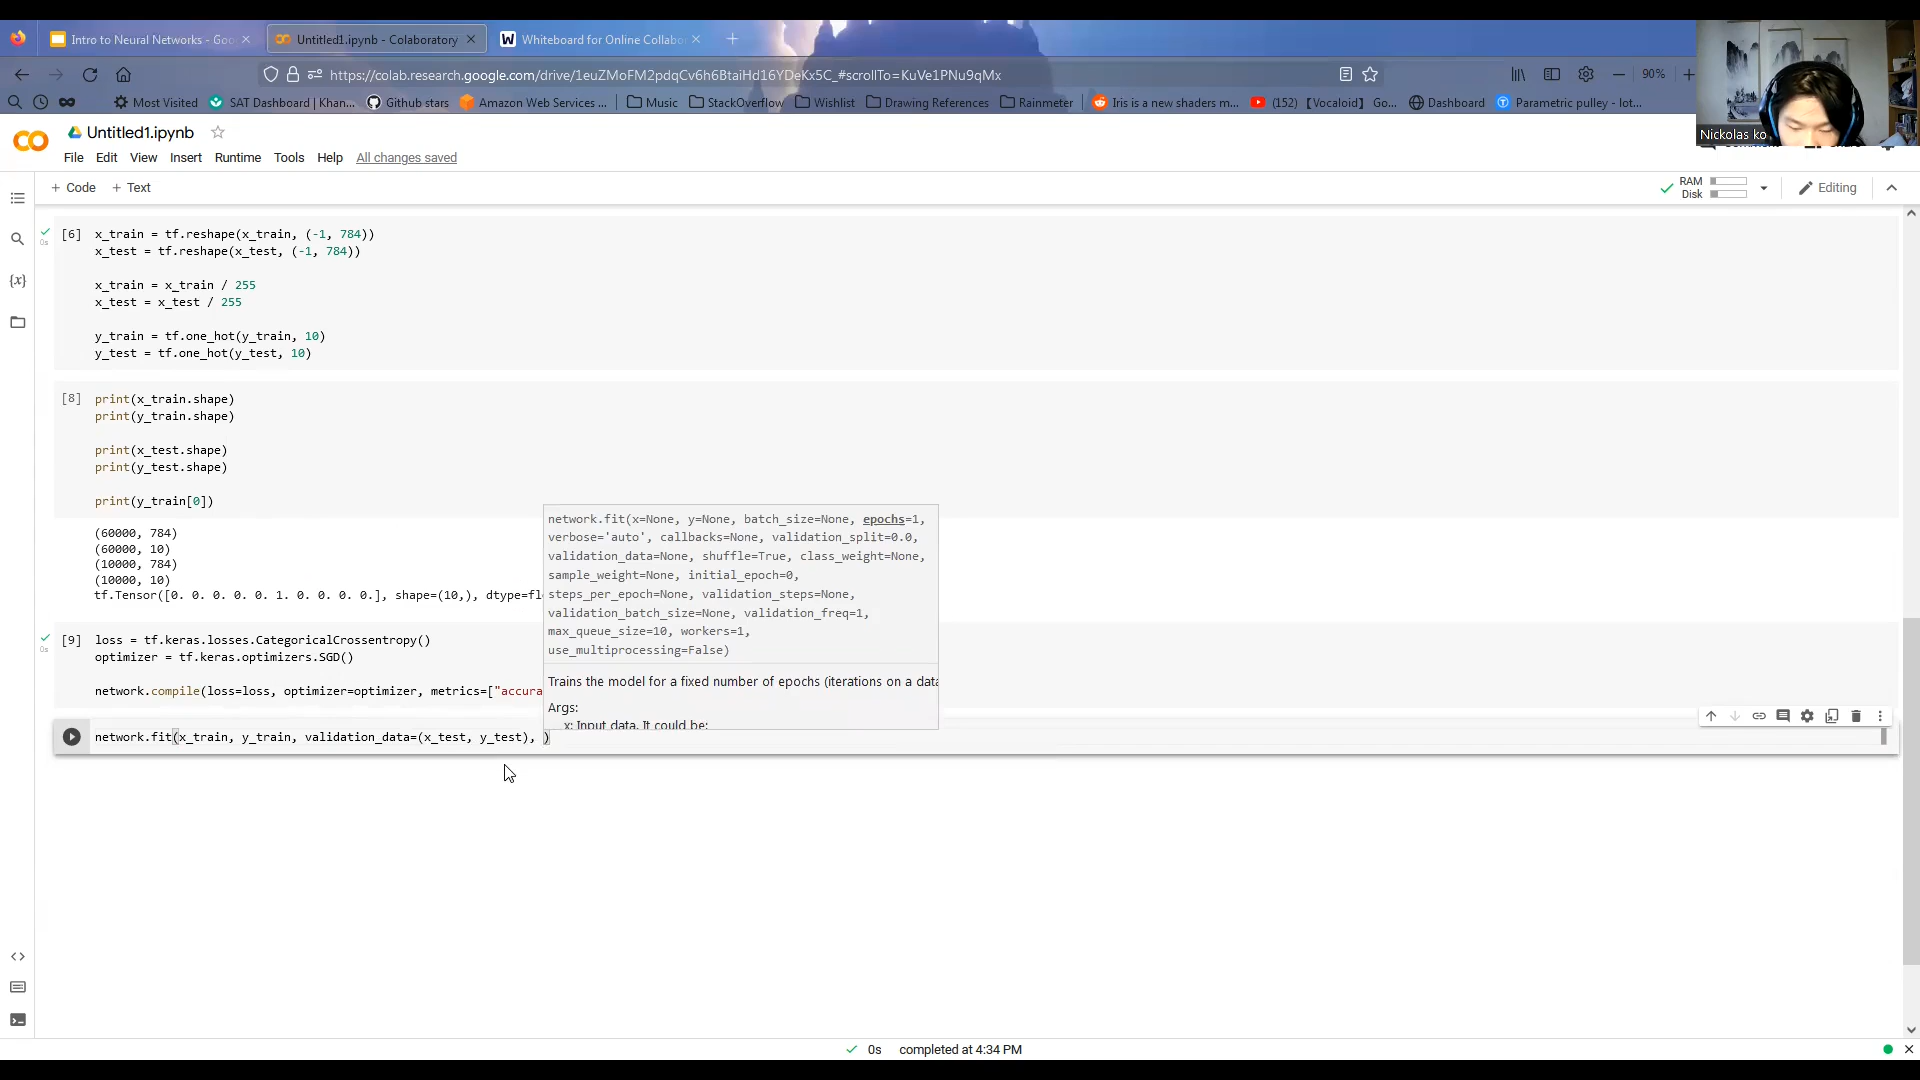 Intro to Neural Networks - Goo
Untitled1.ipynb - Colaboratory
Whiteboard for Online Collabo
https://colab.research.google.com/drive/1euZMoFM2pdqCv6h6BtaiHd16YDeKx5C_#scrollTo=KuVe1PNu9qMx
90%
Most Visited
SAT Dashboard | Khan...
Github stars
Amazon Web Services ...
Music
StackOverflow
Wishlist
Drawing References
Rainmeter
Iris is a new shaders m...
(152) 【Vocaloid】 Go...
Dashboard
Parametric pulley - lot...
Nickolas ko
CO
Untitled1.ipynb
File Edit View Insert Runtime Tools Help All changes saved
+ Code + Text
RAM
Disk
Editing
[6] x_train = tf.reshape(x_train, (-1, 784))
0s
x_test = tf.reshape(x_test, (-1, 784))
x_train = x_train / 255
x_test = x_test / 255
y_train = tf.one_hot(y_train, 10)
y_test = tf.one_hot(y_test, 10)
[8] print(x_train.shape)
print(y_train.shape)
print(x_test.shape)
print(y_test.shape)
print(y_train[0])
(60000, 784)
(60000, 10)
(10000, 784)
(10000, 10)
tf.Tensor([0. 0. 0. 0. 0. 1. 0. 0. 0. 0.], shape=(10,), dtype=fl
network.fit(x=None, y=None, batch_size=None, epochs=1,
verbose='auto', callbacks=None, validation_split=0.0,
validation_data=None, shuffle=True, class_weight=None,
sample_weight=None, initial_epoch=0,
steps_per_epoch=None, validation_steps=None,
validation_batch_size=None, validation_freq=1,
max_queue_size=10, workers=1,
use_multiprocessing=False)
Trains the model for a fixed number of epochs (iterations on a data
Args:
x: Input data. It could be:
[9] loss = tf.keras.losses.CategoricalCrossentropy()
0s
optimizer = tf.keras.optimizers.SGD()
network.compile(loss=loss, optimizer=optimizer, metrics=["accura
network.fit(x_train, y_train, validation_data=(x_test, y_test), )
0s completed at 4:34 PM